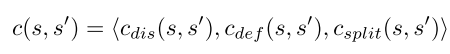 c(s, s′) = ⟨c_{dis}(s, s′), c_{def}(s, s′), c_{split}(s, s′)⟩